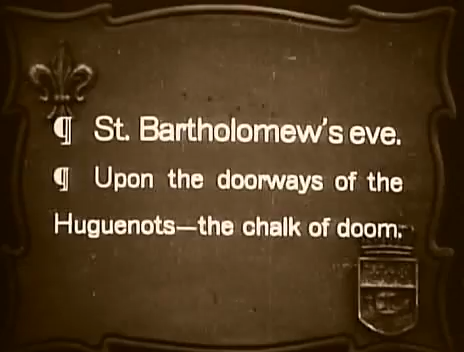 ¶ St. Bartholomew's eve.
¶ Upon the doorways of the
Huguenots—the chalk of doom.